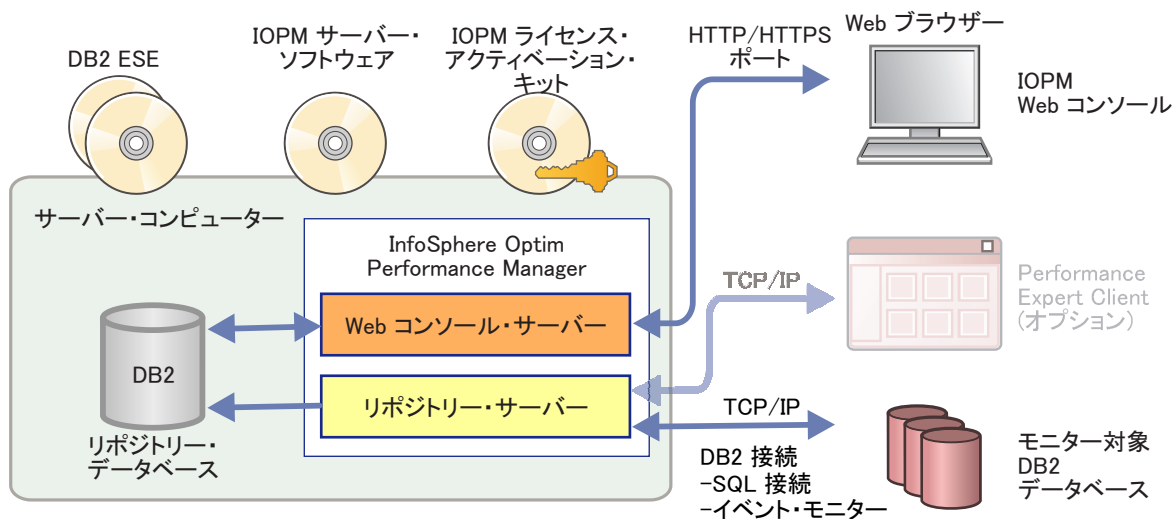 DB2 ESE
IOPM サーバー・
ソフトウェア
IOPM ライセンス・
アクティベーション・
キット
HTTP/HTTPS
ポート
Web ブラウザー
IOPM
Web コンソール
サーバー・コンピューター
InfoSphere Optim
Performance Manager
Web コンソール・サーバー
リポジトリー・サーバー
DB2
リポジトリー・
データベース
TCP/IP
Performance
Expert Client
(オプション)
TCP/IP
DB2 接続
-SQL 接続
-イベント・モニター
モニター対象
DB2
データベース